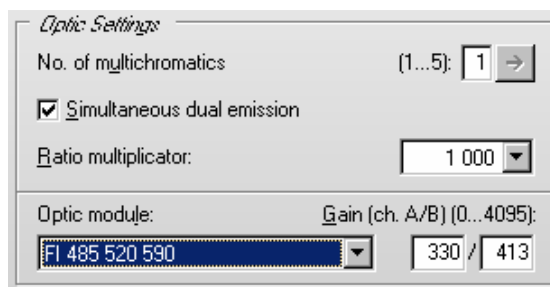 Optic Settings
No. of multichromatics (1...5): 1
Simultaneous dual emission
Ratio multiplicator: 1 000
Optic module: Gain (ch. A/B) (0...4095):
FI 485 520 590 330 / 413